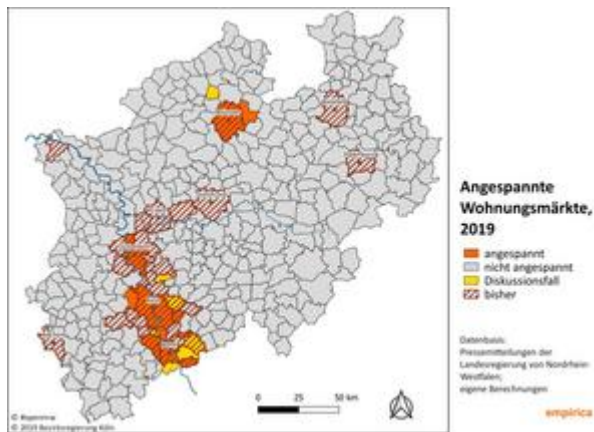 Angespannte
Wohnungsmärkte,
2019
angespannt
nicht angespannt
Diskussionsfall
bisher
Datenbasis:
Pressemitteilungen der
Landesregierung von Nordrhein-
Westfalen;
eigene Berechnungen
empirica
0 25 50 km
© #empirica
© 2019 Bezirksregierung Köln